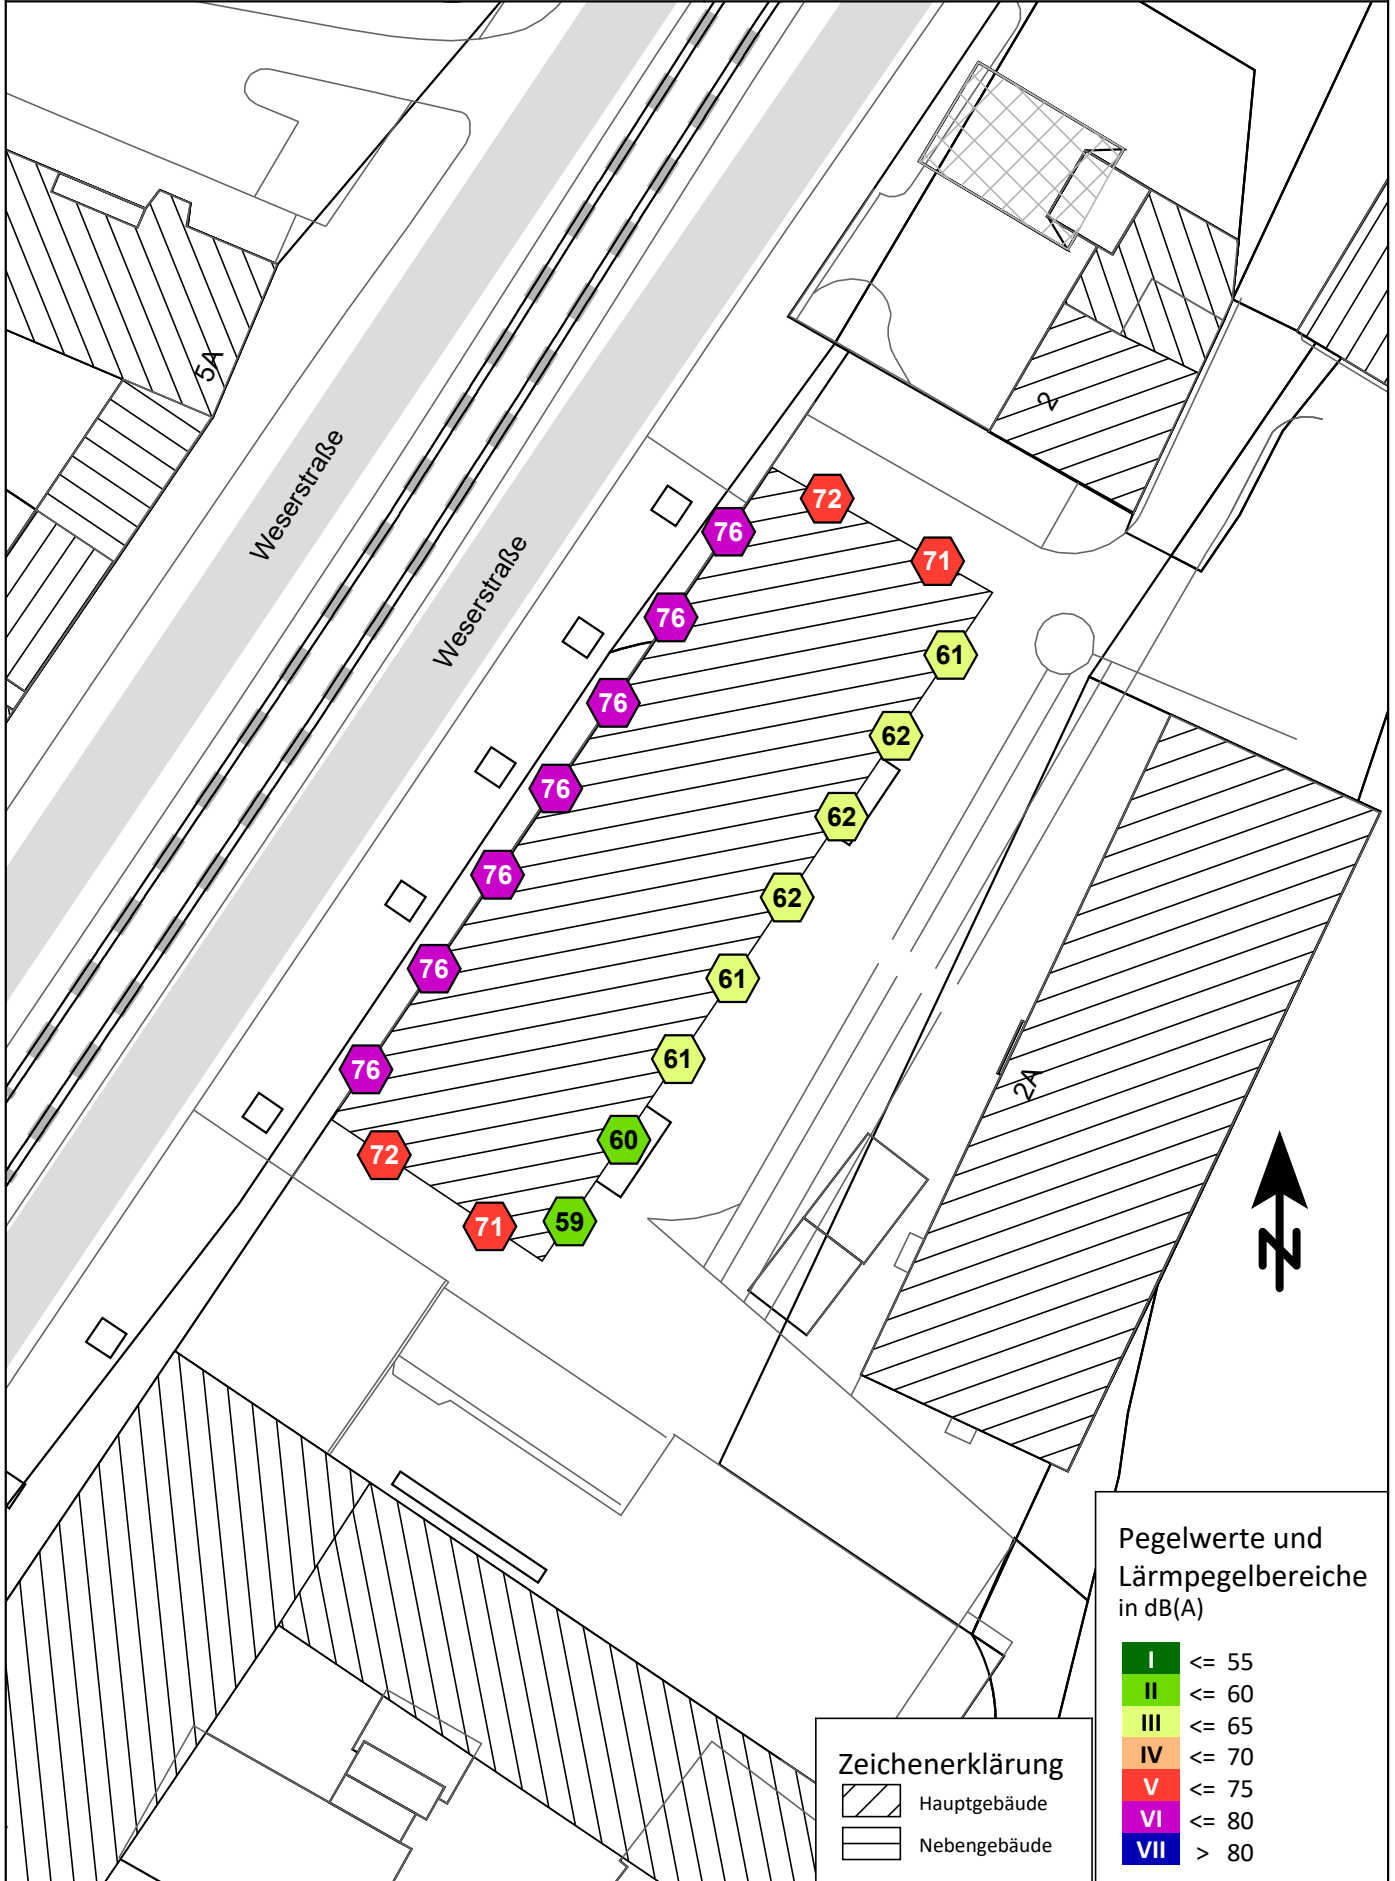 5A
Weserstraße
Weserstraße
2
72
76
71
76
61
76
62
76
62
76
62
76
61
76
61
60
72
59
71
2A
N
Pegelwerte und
Lärmpegelbereiche
in dB(A)
I <= 55
II <= 60
III <= 65
IV <= 70
V <= 75
VI <= 80
VII > 80
Zeichenerklärung
Hauptgebäude
Nebengebäude